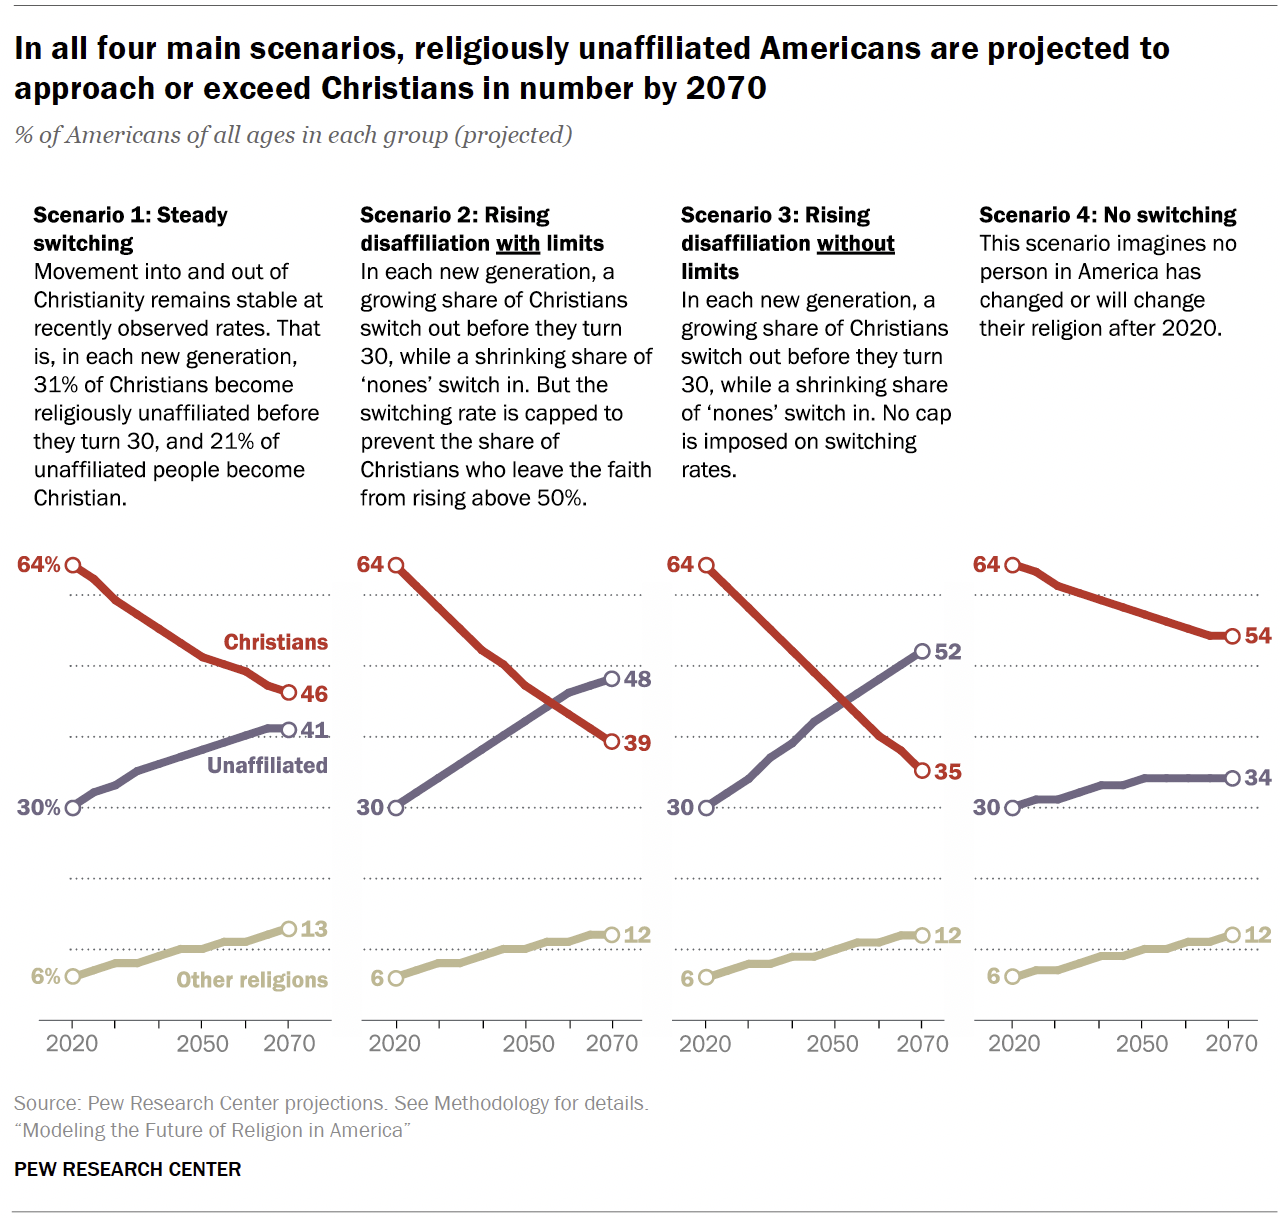 In all four main scenarios, religiously unaffiliated Americans are projected to
approach or exceed Christians in number by 2070
% of Americans of all ages in each group (projected)
Scenario 1: Steady
switching
Movement into and out of
Christianity remains stable at
recently observed rates. That
is, in each new generation,
31% of Christians become
religiously unaffiliated before
they turn 30, and 21% of
unaffiliated people become
Christian.
Scenario 2: Rising
disaffiliation with limits
In each new generation, a
growing share of Christians
switch out before they turn
30, while a shrinking share of
‘nones’ switch in. But the
switching rate is capped to
prevent the share of
Christians who leave the faith
from rising above 50%.
Scenario 3: Rising
disaffiliation without
limits
In each new generation, a
growing share of Christians
switch out before they turn
30, while a shrinking share
of ‘nones’ switch in. No cap
is imposed on switching
rates.
Scenario 4: No switching
This scenario imagines no
person in America has
changed or will change
their religion after 2020.
64%
Christians
46
41
Unaffiliated
30%
13
6%
Other religions
2020 2050 2070
64
48
39
30
12
6
2020 2050 2070
64
52
35
30
12
6
2020 2050 2070
64
54
34
30
12
6
2020 2050 2070
Source: Pew Research Center projections. See Methodology for details.
“Modeling the Future of Religion in America”
PEW RESEARCH CENTER